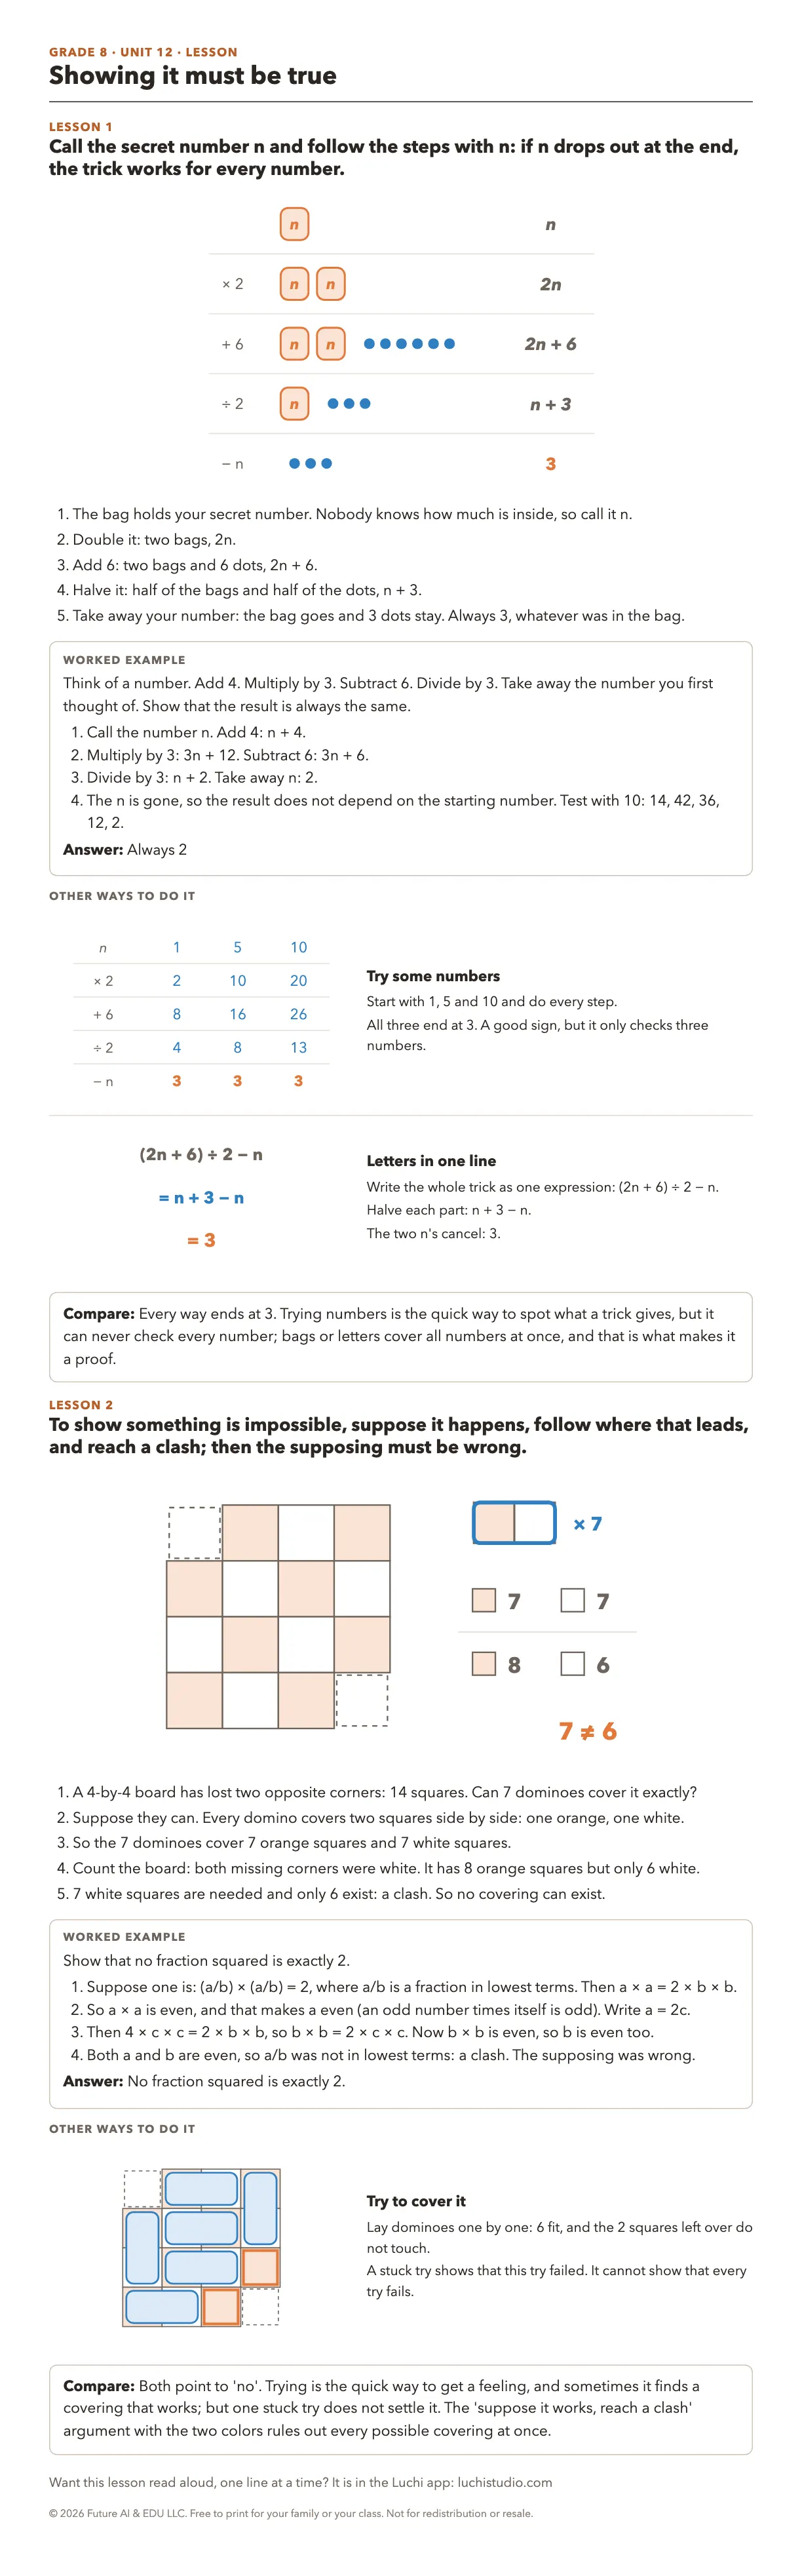 GRADE 8 · UNIT 12 · LESSON
Showing it must be true
LESSON 1
Call the secret number n and follow the steps with n: if n drops out at the end,
the trick works for every number.
n n
× 2 n n 2n
+ 6 n n 2n + 6
÷ 2 n n + 3
− n 3
1. The bag holds your secret number. Nobody knows how much is inside, so call it n.
2. Double it: two bags, 2n.
3. Add 6: two bags and 6 dots, 2n + 6.
4. Halve it: half of the bags and half of the dots, n + 3.
5. Take away your number: the bag goes and 3 dots stay. Always 3, whatever was in the bag.
WORKED EXAMPLE
Think of a number. Add 4. Multiply by 3. Subtract 6. Divide by 3. Take away the number you first
thought of. Show that the result is always the same.
1. Call the number n. Add 4: n + 4.
2. Multiply by 3: 3n + 12. Subtract 6: 3n + 6.
3. Divide by 3: n + 2. Take away n: 2.
4. The n is gone, so the result does not depend on the starting number. Test with 10: 14, 42, 36,
12, 2.
Answer: Always 2
OTHER WAYS TO DO IT
n 1 5 10
× 2 2 10 20
+ 6 8 16 26
÷ 2 4 8 13
− n 3 3 3
Try some numbers
Start with 1, 5 and 10 and do every step.
All three end at 3. A good sign, but it only checks three
numbers.
(2n + 6) ÷ 2 − n
= n + 3 − n
= 3
Letters in one line
Write the whole trick as one expression: (2n + 6) ÷ 2 − n.
Halve each part: n + 3 − n.
The two n's cancel: 3.
Compare: Every way ends at 3. Trying numbers is the quick way to spot what a trick gives, but it
can never check every number; bags or letters cover all numbers at once, and that is what makes it
a proof.
LESSON 2
To show something is impossible, suppose it happens, follow where that leads,
and reach a clash; then the supposing must be wrong.
× 7
7 7
8 6
7 ≠ 6
1. A 4-by-4 board has lost two opposite corners: 14 squares. Can 7 dominoes cover it exactly?
2. Suppose they can. Every domino covers two squares side by side: one orange, one white.
3. So the 7 dominoes cover 7 orange squares and 7 white squares.
4. Count the board: both missing corners were white. It has 8 orange squares but only 6 white.
5. 7 white squares are needed and only 6 exist: a clash. So no covering can exist.
WORKED EXAMPLE
Show that no fraction squared is exactly 2.
1. Suppose one is: (a/b) × (a/b) = 2, where a/b is a fraction in lowest terms. Then a × a = 2 × b × b.
2. So a × a is even, and that makes a even (an odd number times itself is odd). Write a = 2c.
3. Then 4 × c × c = 2 × b × b, so b × b = 2 × c × c. Now b × b is even, so b is even too.
4. Both a and b are even, so a/b was not in lowest terms: a clash. The supposing was wrong.
Answer: No fraction squared is exactly 2.
OTHER WAYS TO DO IT
Try to cover it
Lay dominoes one by one: 6 fit, and the 2 squares left over do
not touch.
A stuck try shows that this try failed. It cannot show that every
try fails.
Compare: Both point to 'no'. Trying is the quick way to get a feeling, and sometimes it finds a
covering that works; but one stuck try does not settle it. The 'suppose it works, reach a clash'
argument with the two colors rules out every possible covering at once.
Want this lesson read aloud, one line at a time? It is in the Luchi app: luchistudio.com
© 2026 Future AI & EDU LLC. Free to print for your family or your class. Not for redistribution or resale.